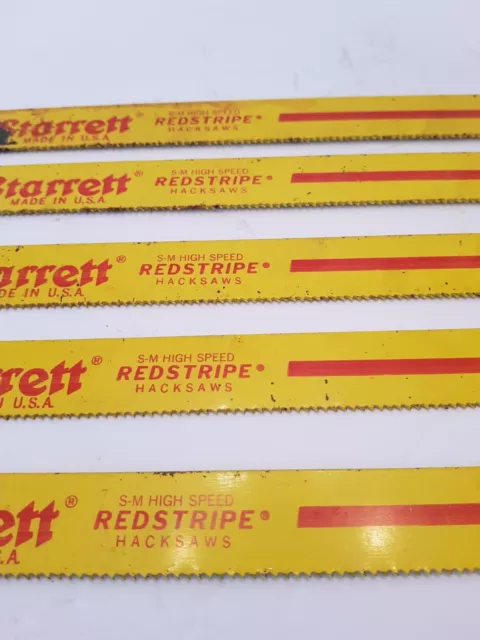 Starrett®
MADE IN U.S.A.
S-M HIGH SPEED
REDSTRIPE®
HACKSAWS
Starrett®
MADE IN U.S.A.
S-M HIGH SPEED
REDSTRIPE®
HACKSAWS
arrett®
DE IN U.S.A.
S-M HIGH SPEED
REDSTRIPE®
HACKSAWS
rrett®
N U.S.A.
S-M HIGH SPEED
REDSTRIPE®
HACKSAWS
ett®
S.A.
S-M HIGH SPEED
REDSTRIPE®
HACKSAWS